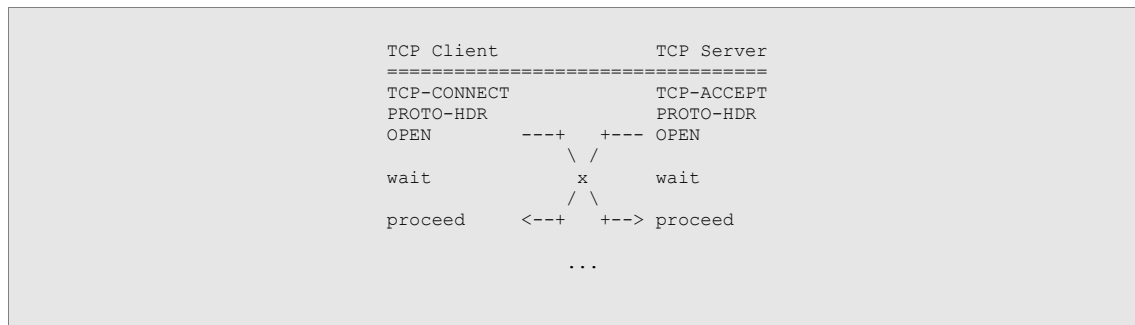 TCP Client                TCP Server
==================================
TCP-CONNECT             TCP-ACCEPT
PROTO-HDR               PROTO-HDR
OPEN        ---+  +--- OPEN
                \ /
wait             x      wait
                / \
proceed     <--+  +--> proceed
                ...